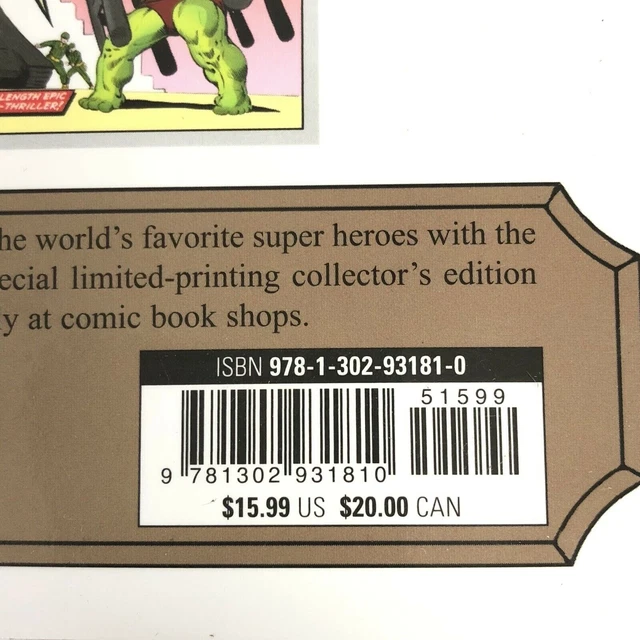 LENGTH EPIC
-THRILLER!
he world's favorite super heroes with the
ecial limited-printing collector's edition
ly at comic book shops.
ISBN 978-1-302-93181-0
51599
9 781302 931810
$15.99 US $20.00 CAN